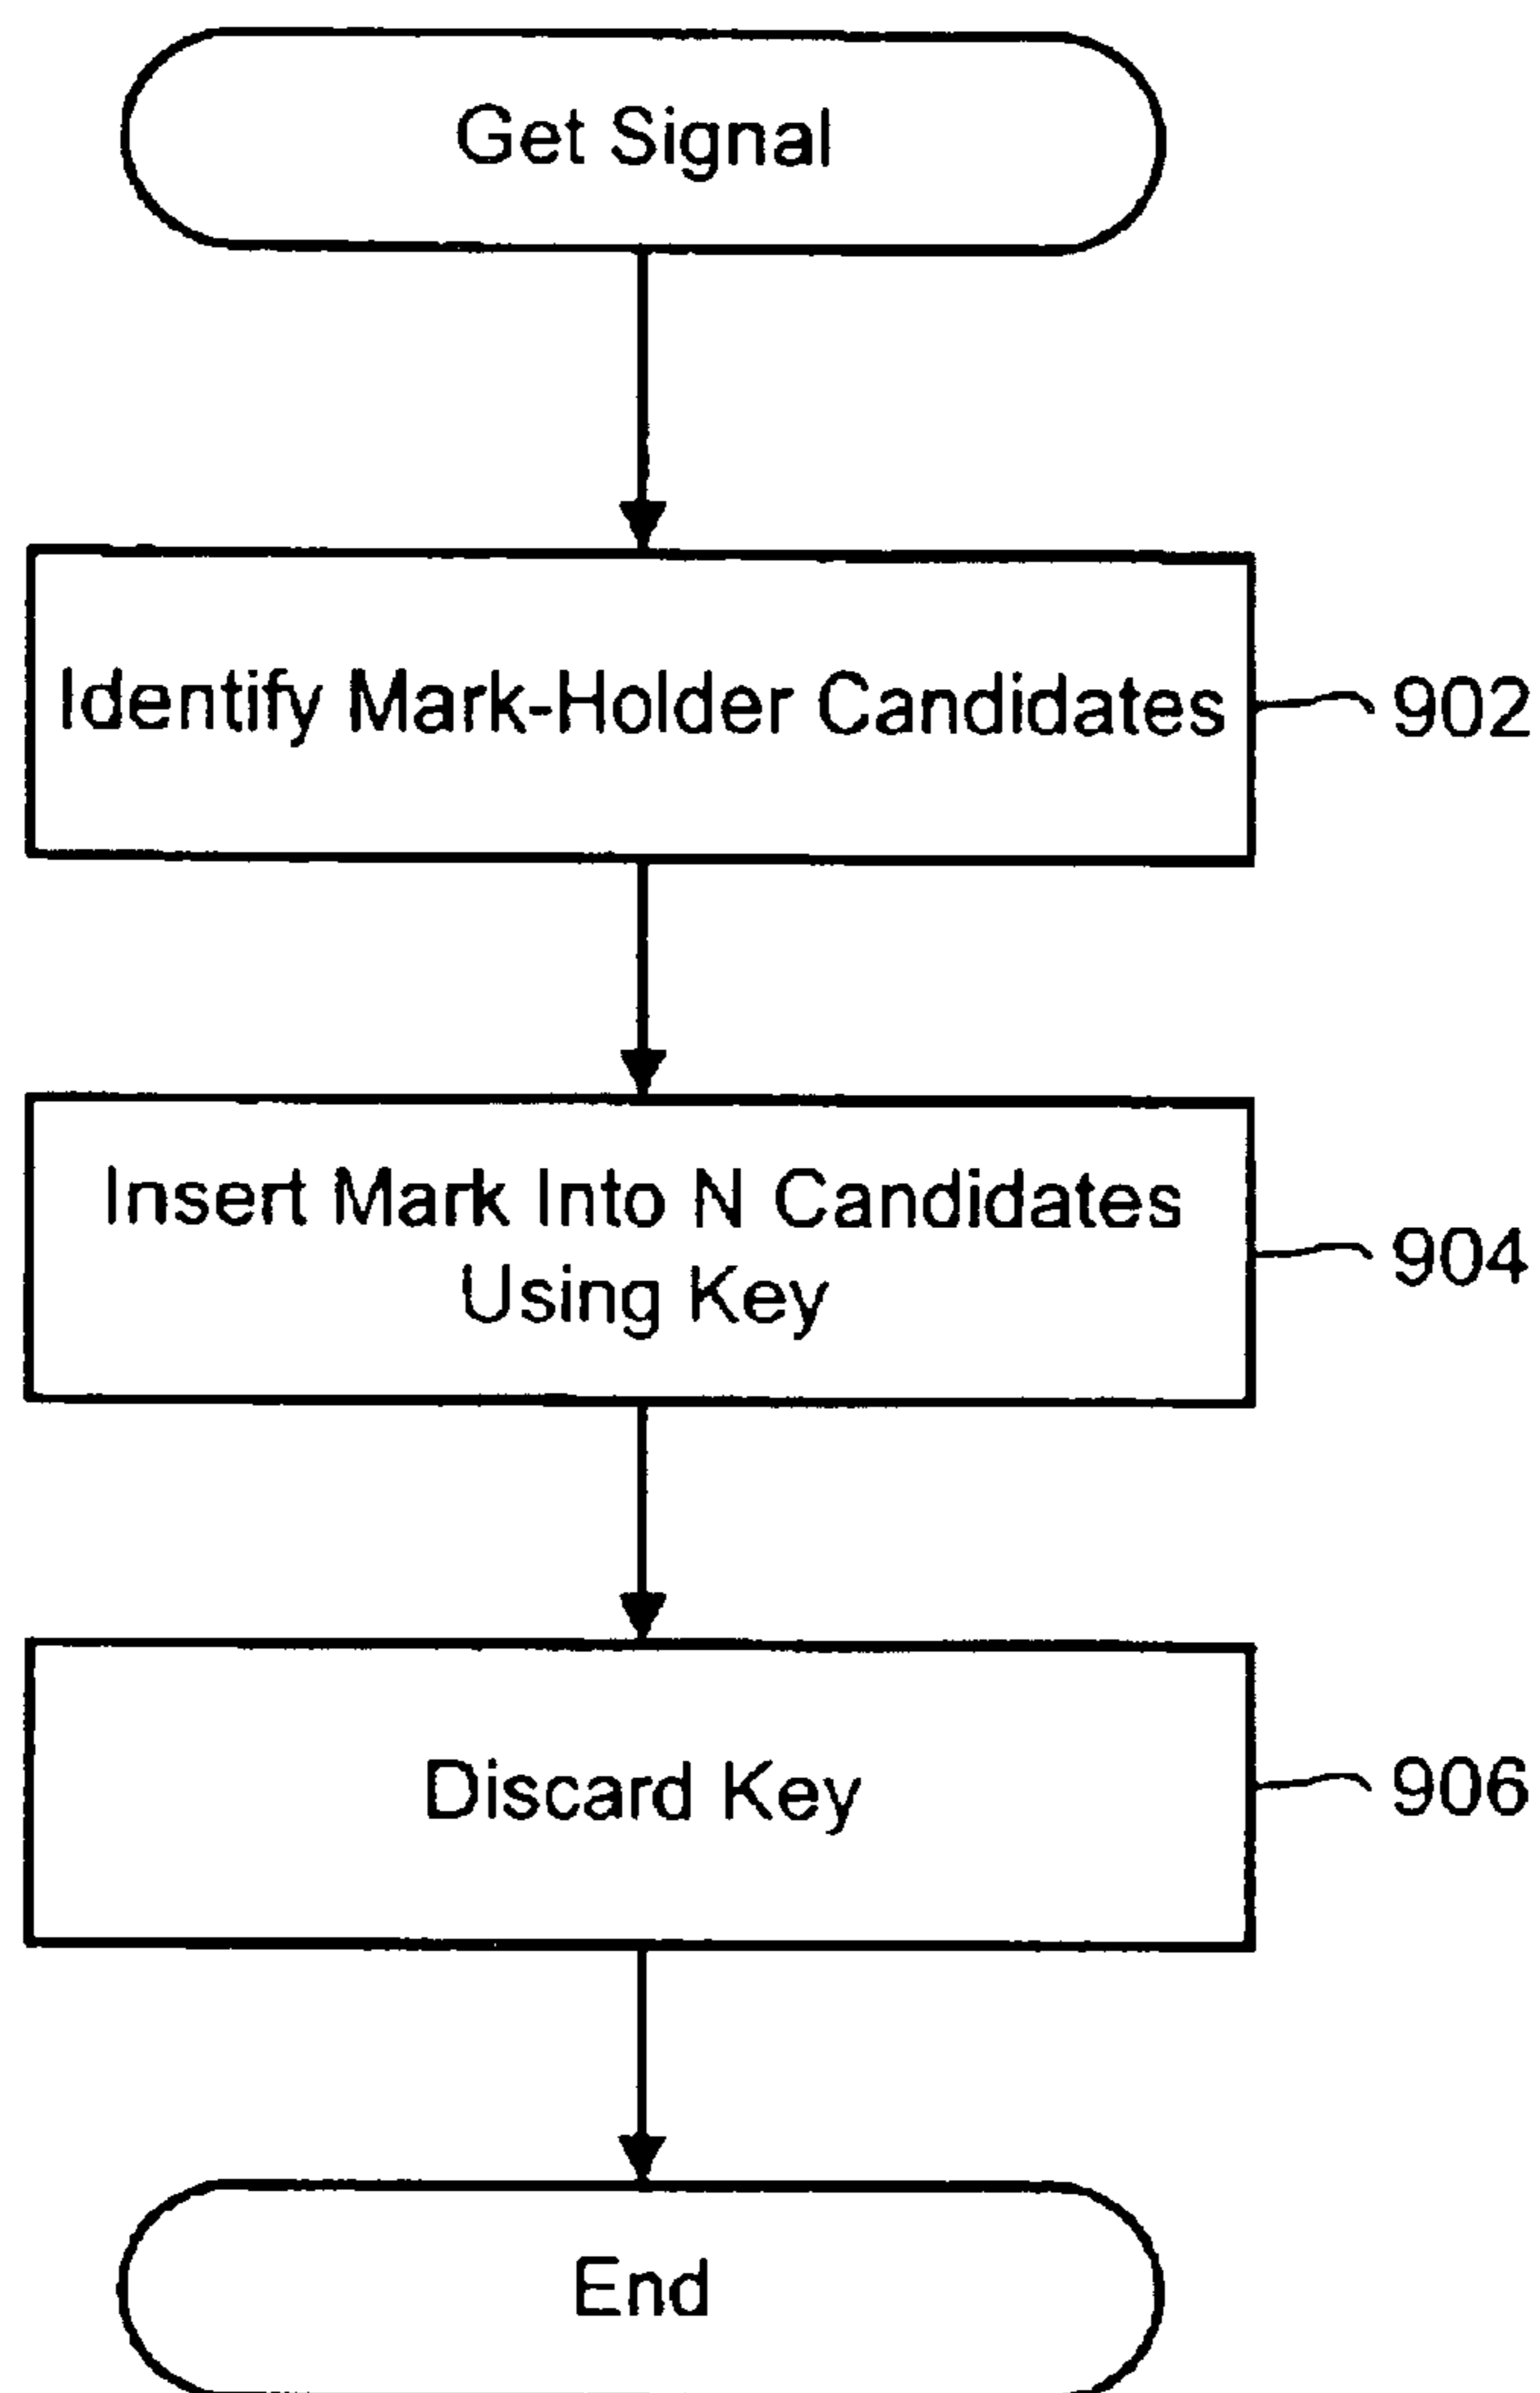 Get Signal
Identify Mark-Holder Candidates
902
Insert Mark Into N Candidates
Using Key
904
Discard Key
906
End